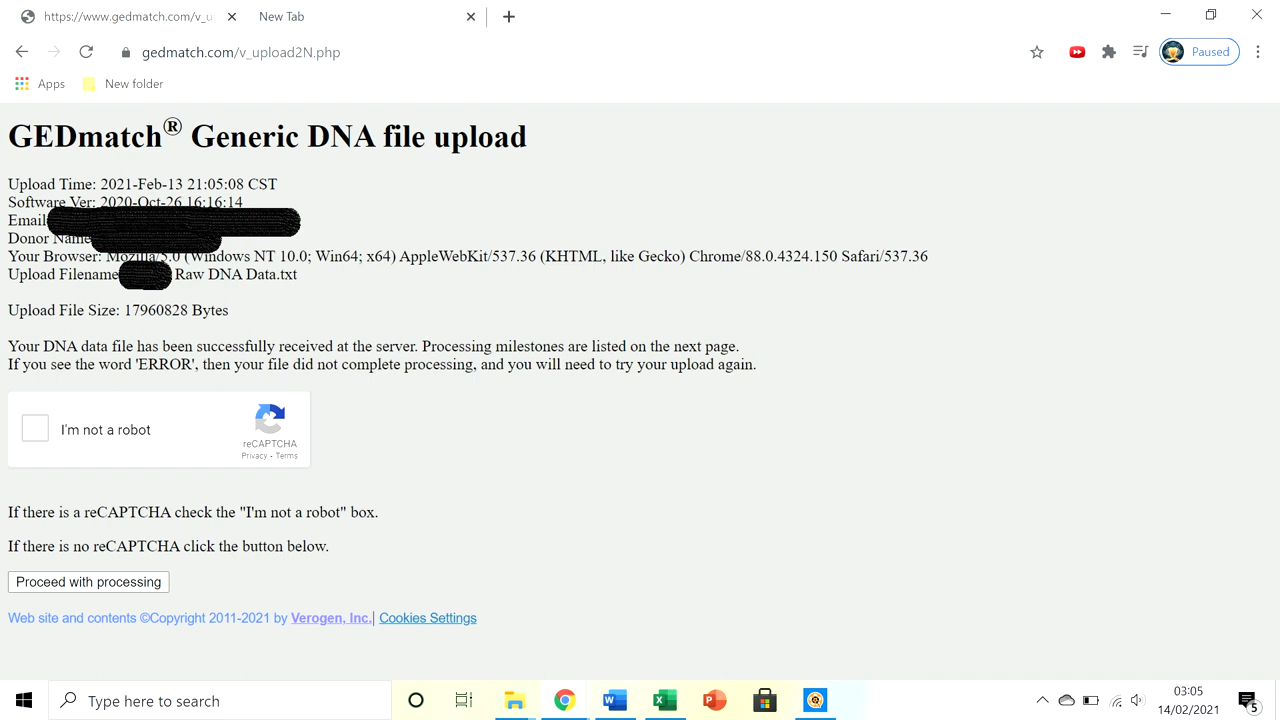 https://www.gedmatch.com/v_u
New Tab
gedmatch.com/v_upload2N.php
Paused
Apps
New folder
GEDmatch® Generic DNA file upload
Upload Time: 2021-Feb-13 21:05:08 CST
Software Ver: 2020-Oct-26 16:16:14
Email
Donor Name
Your Browser: Mozilla/5.0 (Windows NT 10.0; Win64; x64) AppleWebKit/537.36 (KHTML, like Gecko) Chrome/88.0.4324.150 Safari/537.36
Upload Filename Raw DNA Data.txt
Upload File Size: 17960828 Bytes
Your DNA data file has been successfully received at the server. Processing milestones are listed on the next page.
If you see the word 'ERROR', then your file did not complete processing, and you will need to try your upload again.
I'm not a robot
reCAPTCHA
Privacy - Terms
If there is a reCAPTCHA check the "I'm not a robot" box.
If there is no reCAPTCHA click the button below.
Proceed with processing
Web site and contents ©Copyright 2011-2021 by Verogen, Inc.| Cookies Settings
Type here to search
03:05
14/02/2021
5